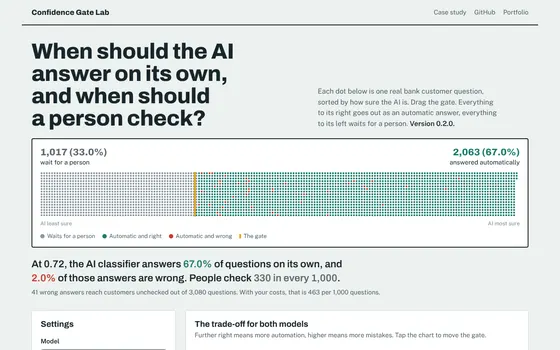 Confidence Gate Lab
Case study GitHub Portfolio
When should the AI
answer on its own,
and when should
a person check?
Each dot below is one real bank customer question,
sorted by how sure the AI is. Drag the gate. Everything
to its right goes out as an automatic answer, everything
to its left waits for a person. Version 0.2.0.
1,017 (33.0%)
wait for a person
2,063 (67.0%)
answered automatically
AI least sure
AI most sure
Waits for a person Automatic and right Automatic and wrong The gate
At 0.72, the AI classifier answers 67.0% of questions on its own, and
2.0% of those answers are wrong. People check 330 in every 1,000.
41 wrong answers reach customers unchecked out of 3,080 questions. With your costs, that is 463 per 1,000 questions.
Settings
Model
The trade-off for both models
Further right means more automation, higher means more mistakes. Tap the chart to move the gate.